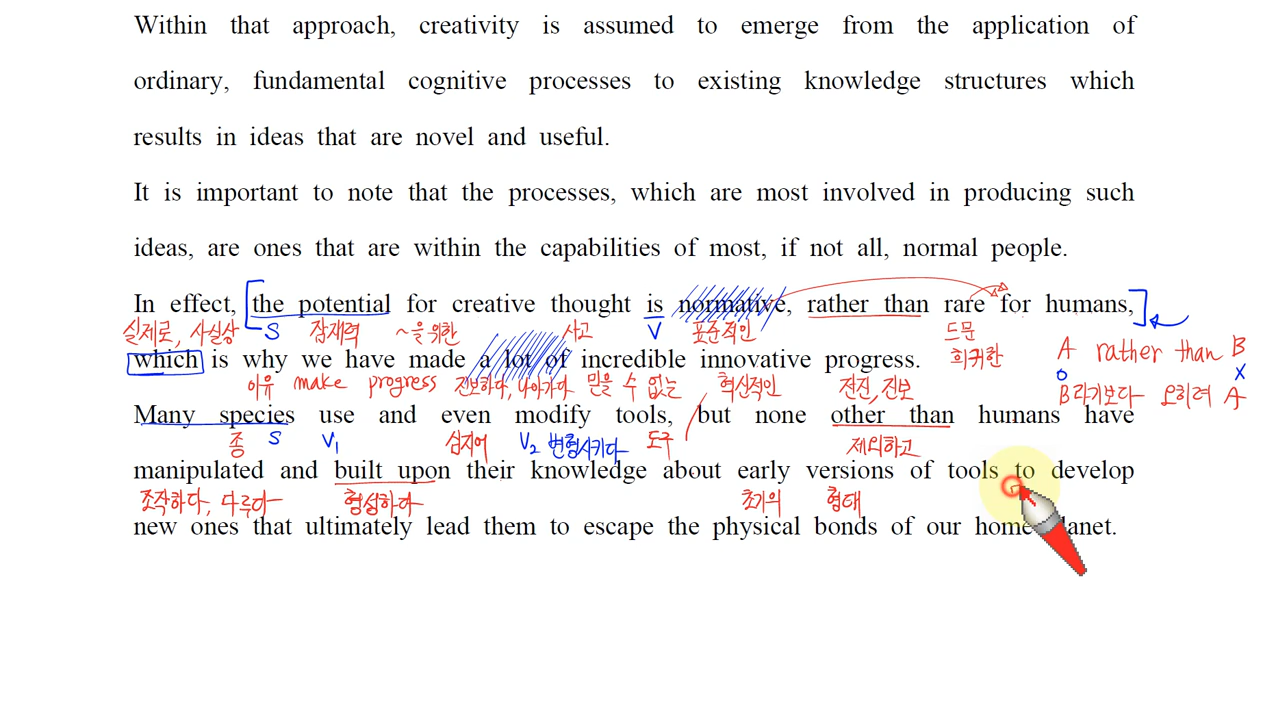 Within that approach, creativity is assumed to emerge from the application of
ordinary, fundamental cognitive processes to existing knowledge structures which
results in ideas that are novel and useful.
It is important to note that the processes, which are most involved in producing such
ideas, are ones that are within the capabilities of most, if not all, normal people.
In effect, the potential for creative thought is normative, rather than rare for humans,
실제로, 사실상 S 잠재력 ~을 위한 사고 V 표준적인 드문
희귀한 A rather than B
which is why we have made a lot of incredible innovative progress.
O X
이유 make progress 진보하다, 나아가다 믿을 수 없는 혁신적인 전진, 진보 B라기보다 오히려 A
Many species use and even modify tools, but none other than humans have
종 S V1 심지어 V2 변형시키다 도구 제외하고
manipulated and built upon their knowledge about early versions of tools to develop
조작하다, 다루다 형성하다 초기의 형태
new ones that ultimately lead them to escape the physical bonds of our home planet.